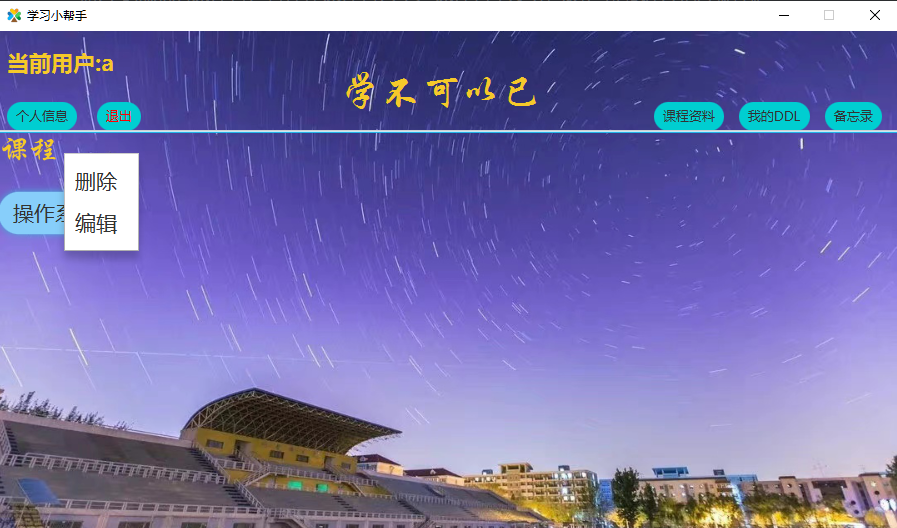 学习小帮手
当前用户:a
学不可以已
个人信息
退出
课程资料
我的DDL
备忘录
课程
删除
操作系
编辑